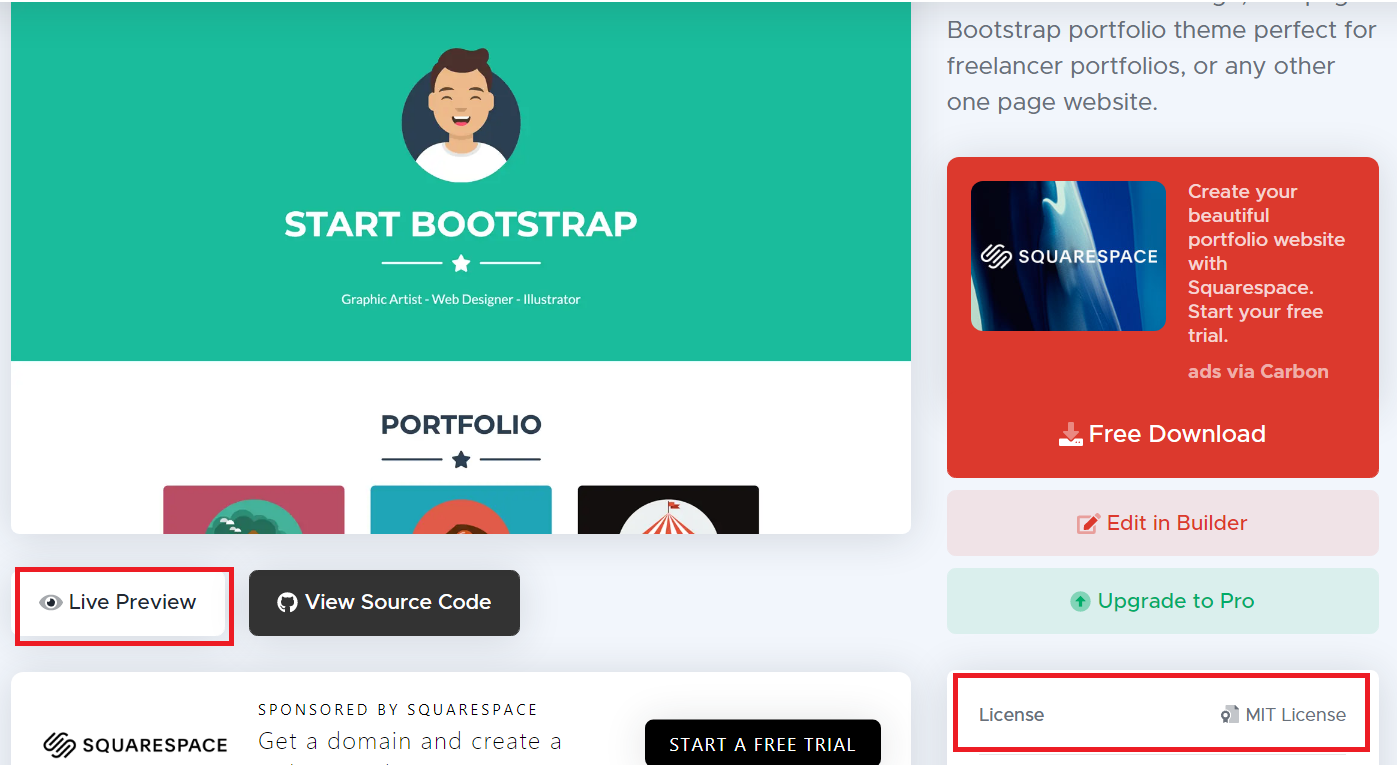 START BOOTSTRAP
Graphic Artist - Web Designer - Illustrator
PORTFOLIO
Live Preview
View Source Code
SPONSORED BY SQUARESPACE
SQUARESPACE
Get a domain and create a
START A FREE TRIAL
Bootstrap portfolio theme perfect for
freelancer portfolios, or any other
one page website.
SQUARESPACE
Create your
beautiful
portfolio website
with
Squarespace.
Start your free
trial.
ads via Carbon
Free Download
Edit in Builder
Upgrade to Pro
License
MIT License